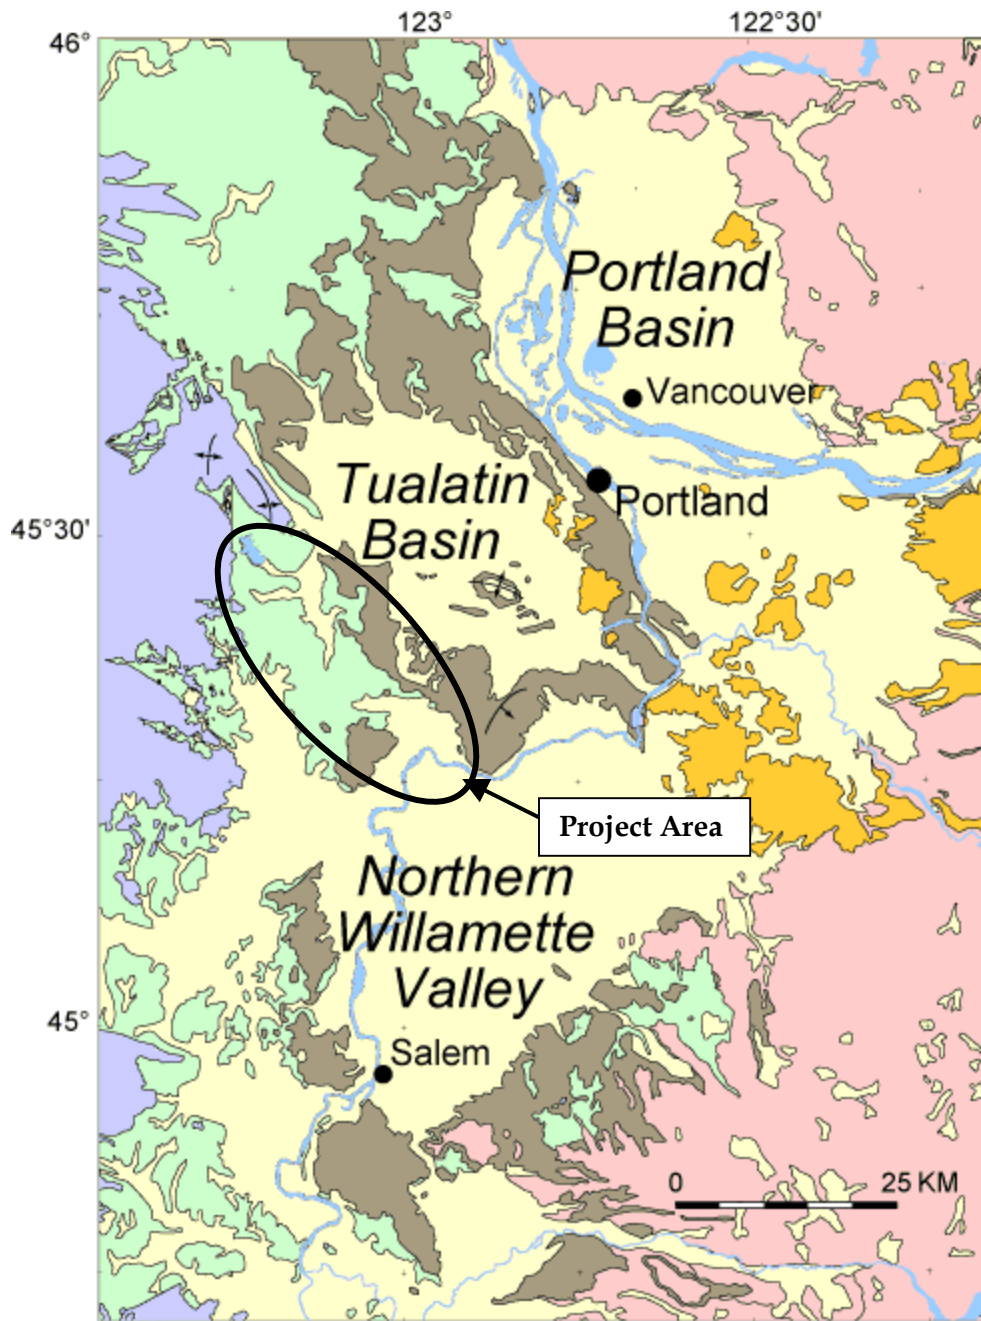 123°
122°30'
46°
Portland
Basin
Vancouver
Tualatin
Basin
Portland
45°30'
Project Area
Northern
Willamette
Valley
45°
Salem
0
25 KM